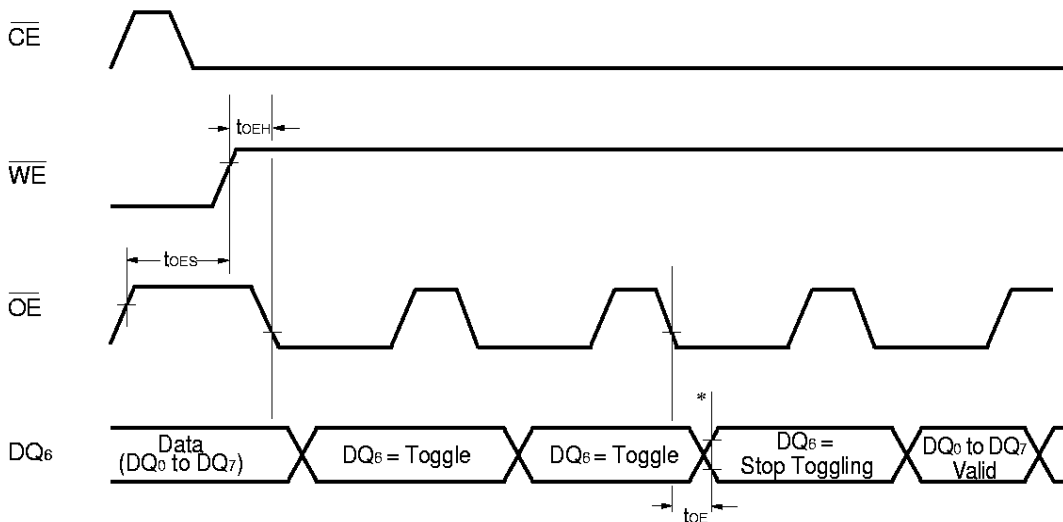 CE
tOEH
WE
tOES
OE
*
DQ6
Data
(DQ0 to DQ7)
DQ6 = Toggle
DQ6 = Toggle
DQ6 =
Stop Toggling
DQ0 to DQ7
Valid
tOE